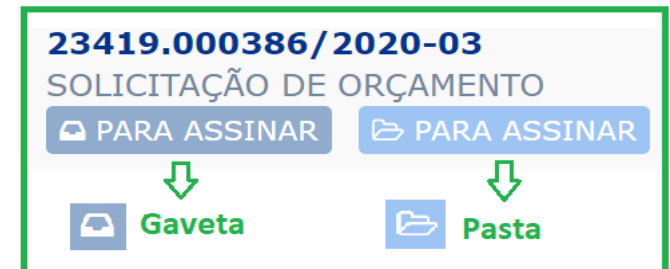 23419.000386/2020-03
SOLICITAÇÃO DE ORÇAMENTO
PARA ASSINAR PARA ASSINAR
Gaveta Pasta